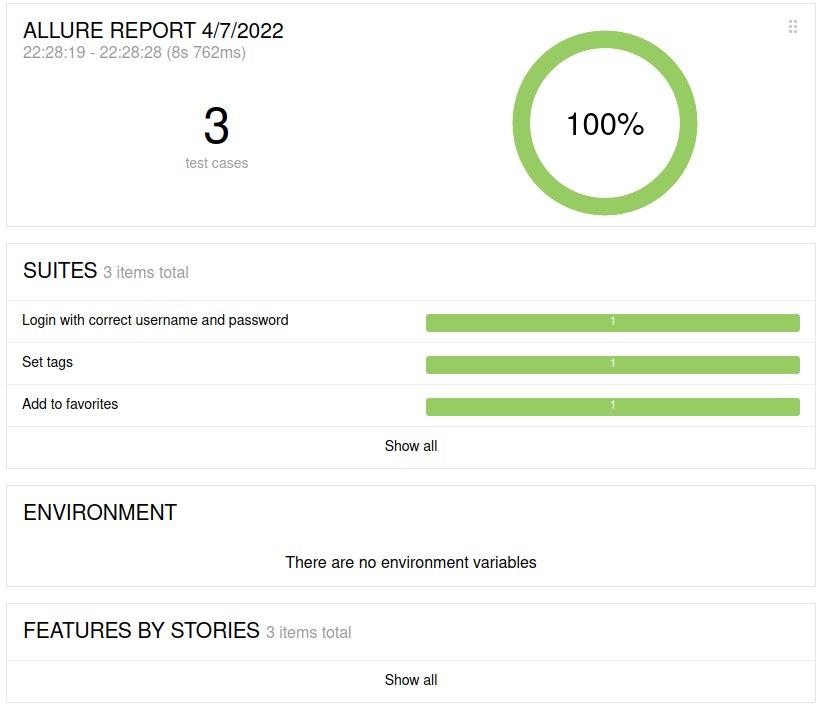 ALLURE REPORT 4/7/2022
22:28:19 - 22:28:28 (8s 762ms)
3
test cases
100%
SUITES 3 items total
Login with correct username and password 1
Set tags 1
Add to favorites 1
Show all
ENVIRONMENT
There are no environment variables
FEATURES BY STORIES 3 items total
Show all